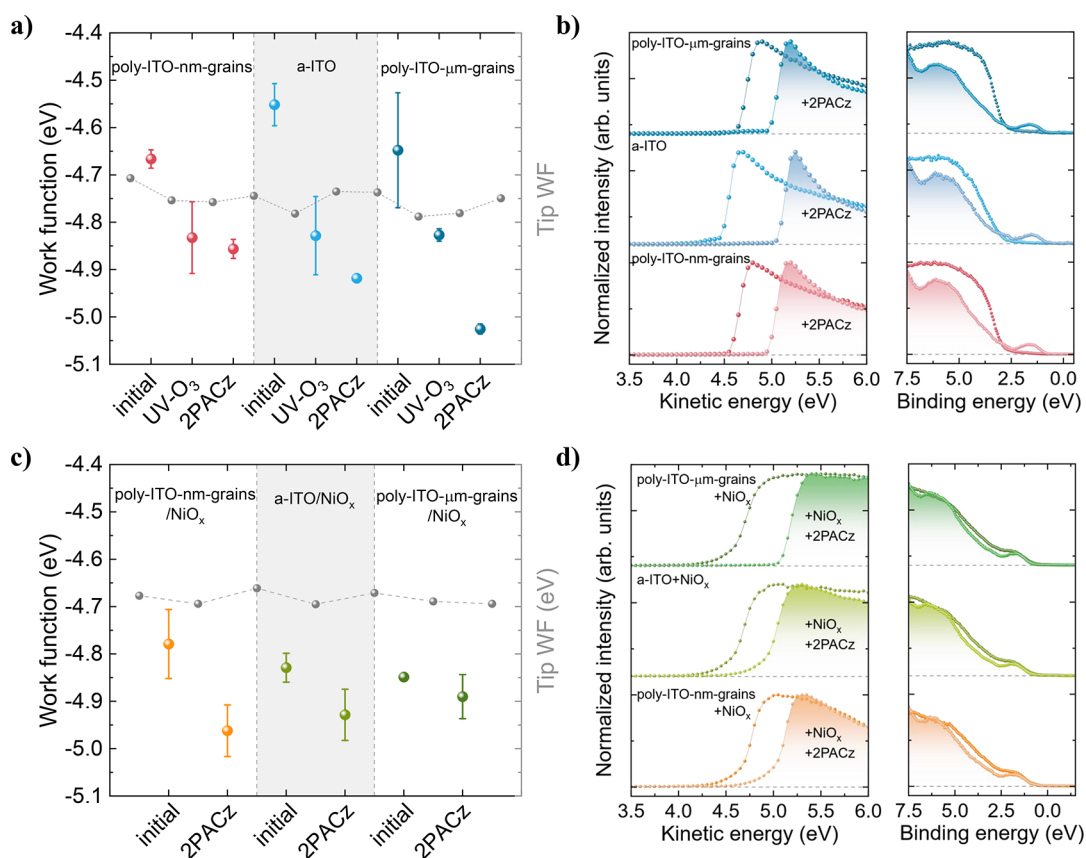 a)
-4.4
-4.5
-4.6
-4.7
-4.8
-4.9
-5.0
-5.1
Work function (eV)
poly-ITO-nm-grains
a-ITO
poly-ITO-μm-grains
Tip WF
initial
UV-O3
2PACz
initial
UV-O3
2PACz
initial
UV-O3
2PACz
b)
Normalized intensity (arb. units)
poly-ITO-μm-grains
+2PACz
a-ITO
+2PACz
poly-ITO-nm-grains
+2PACz
3.5 4.0 4.5 5.0 5.5 6.0
Kinetic energy (eV)
7.5 5.0 2.5 0.0
Binding energy (eV)
c)
-4.4
-4.5
-4.6
-4.7
-4.8
-4.9
-5.0
-5.1
Work function (eV)
poly-ITO-nm-grains
/NiOx
a-ITO/NiOx
poly-ITO-μm-grains
/NiOx
Tip WF (eV)
initial
2PACz
initial
2PACz
initial
2PACz
d)
Normalized intensity (arb. units)
poly-ITO-μm-grains
+NiOx
+NiOx
+2PACz
a-ITO+NiOx
+NiOx
+2PACz
poly-ITO-nm-grains
+NiOx
+NiOx
+2PACz
3.5 4.0 4.5 5.0 5.5 6.0
Kinetic energy (eV)
7.5 5.0 2.5 0.0
Binding energy (eV)